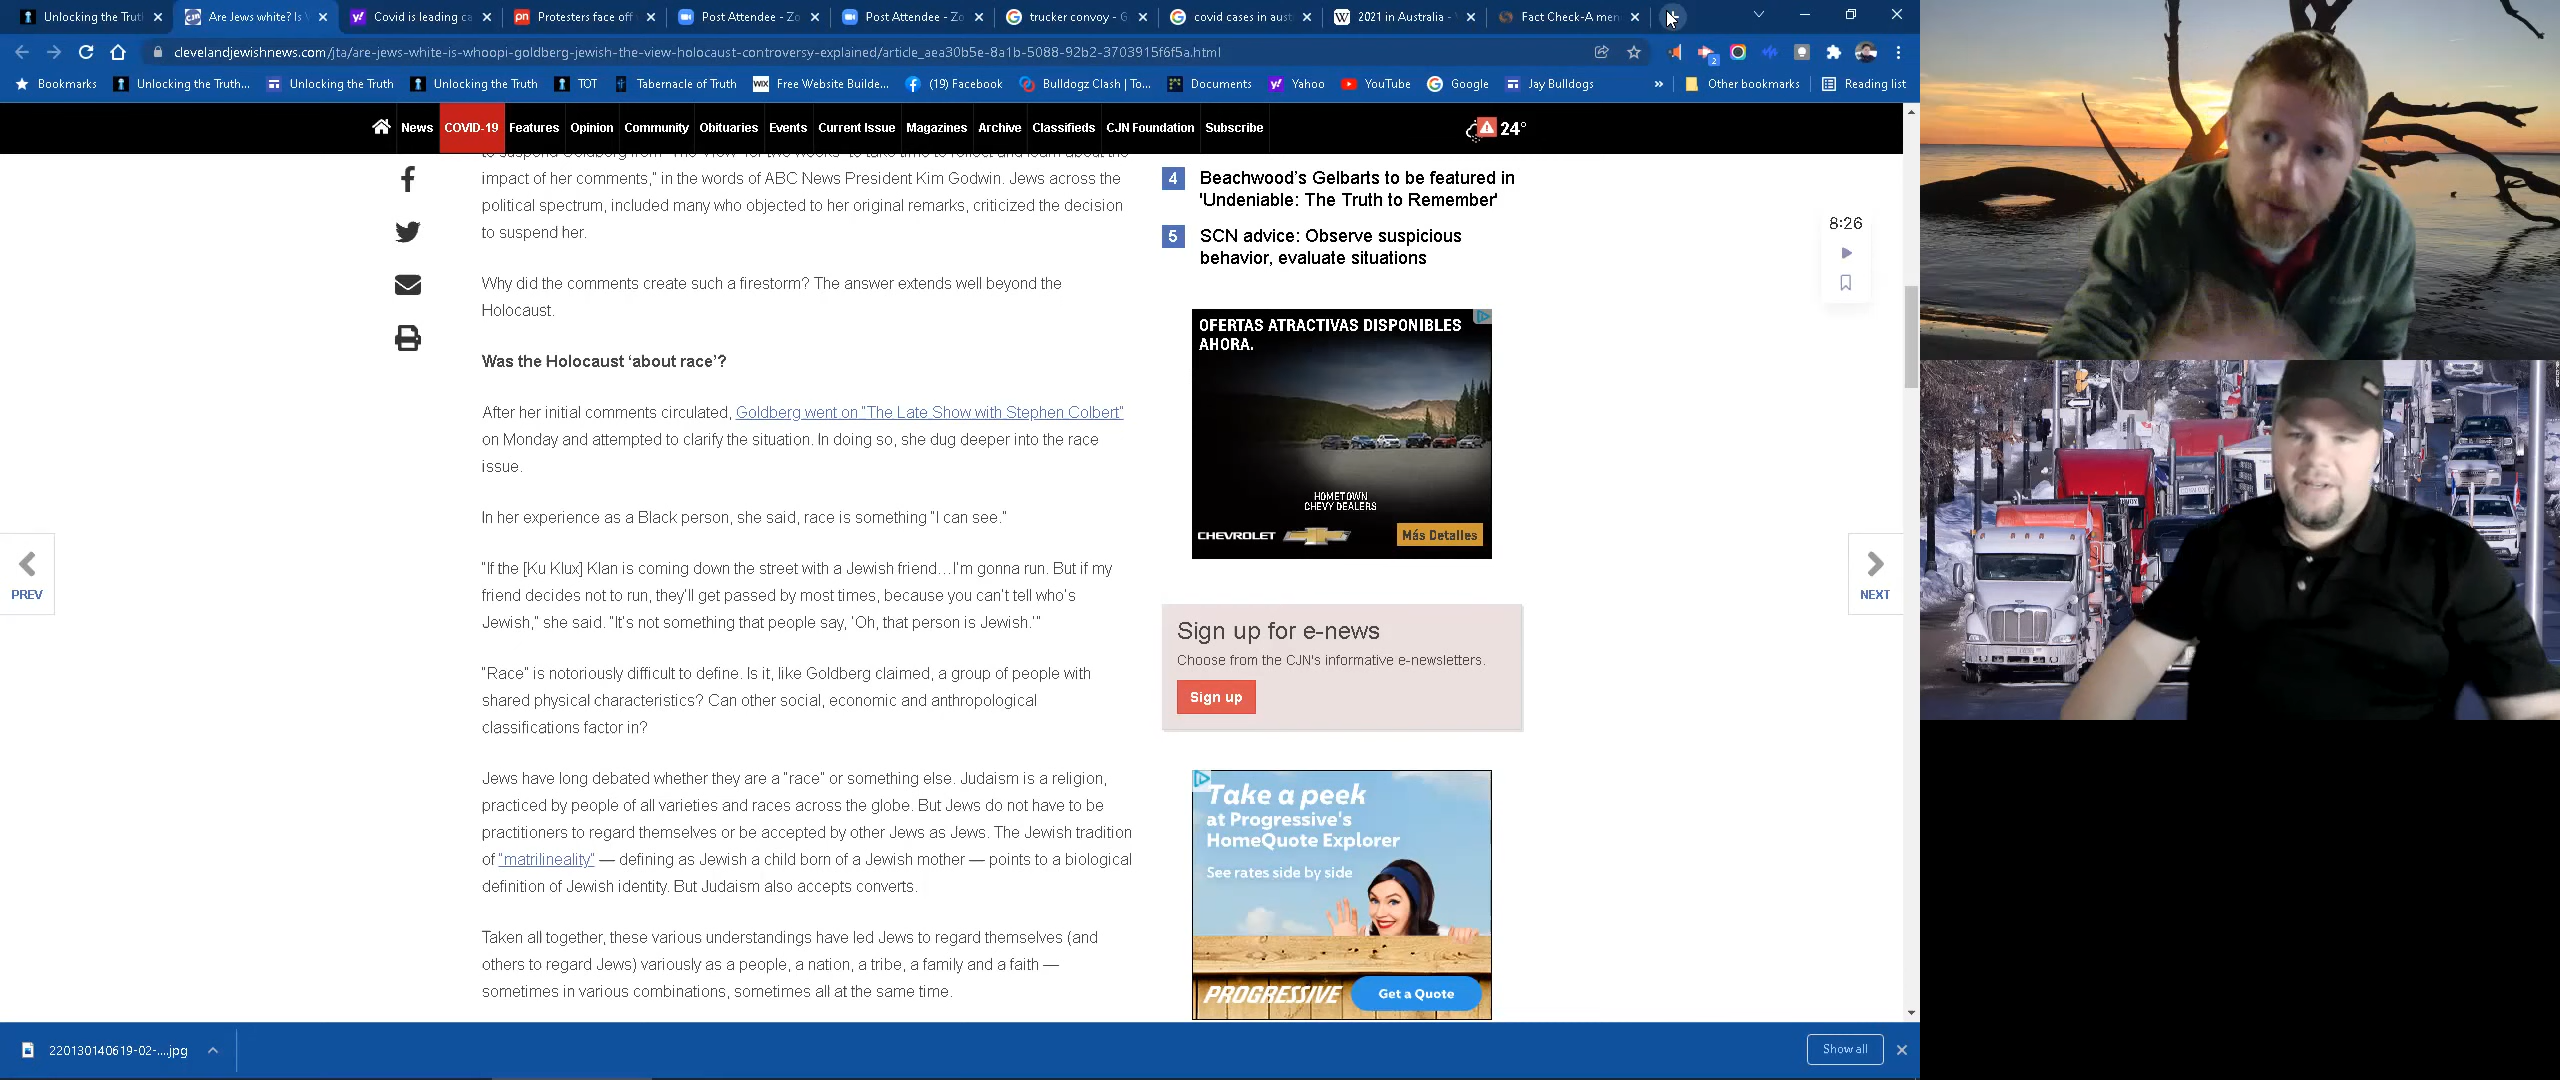 Unlocking the Trut
Are Jews white? Is
Covid is leading ca
Protesters face off
Post Attendee - Zo
Post Attendee - Zo
trucker convoy - G
covid cases in aust
2021 in Australia -
Fact Check-A men
clevelandjewishnews.com/jta/are-jews-white-is-whoopi-goldberg-jewish-the-view-holocaust-controversy-explained/article_aea30b5e-8a1b-5088-92b2-3703915f6f5a.html
Bookmarks
Unlocking the Truth...
Unlocking the Truth
Unlocking the Truth
TOT
Tabernacle of Truth
WIX
Free Website Builde...
(19) Facebook
Bulldogz Clash | To...
Documents
Yahoo
YouTube
Google
Jay Bulldogs
»
Other bookmarks
Reading list
News
COVID-19
Features
Opinion
Community
Obituaries
Events
Current Issue
Magazines
Archive
Classifieds
CJN Foundation
Subscribe
24°
to suspend Goldberg from "The View" for two weeks "to take time to reflect and learn about the
impact of her comments,” in the words of ABC News President Kim Godwin. Jews across the
political spectrum, included many who objected to her original remarks, criticized the decision
to suspend her.
Why did the comments create such a firestorm? The answer extends well beyond the
Holocaust.
Was the Holocaust ‘about race’?
After her initial comments circulated, Goldberg went on “The Late Show with Stephen Colbert”
on Monday and attempted to clarify the situation. In doing so, she dug deeper into the race
issue.
In her experience as a Black person, she said, race is something “I can see.”
“If the [Ku Klux] Klan is coming down the street with a Jewish friend…I’m gonna run. But if my
friend decides not to run, they’ll get passed by most times, because you can’t tell who’s
Jewish,” she said. “It’s not something that people say, ‘Oh, that person is Jewish.’”
“Race” is notoriously difficult to define. Is it, like Goldberg claimed, a group of people with
shared physical characteristics? Can other social, economic and anthropological
classifications factor in?
Jews have long debated whether they are a “race” or something else. Judaism is a religion,
practiced by people of all varieties and races across the globe. But Jews do not have to be
practitioners to regard themselves or be accepted by other Jews as Jews. The Jewish tradition
of “matrilineality” — defining as Jewish a child born of a Jewish mother — points to a biological
definition of Jewish identity. But Judaism also accepts converts.
Taken all together, these various understandings have led Jews to regard themselves (and
others to regard Jews) variously as a people, a nation, a tribe, a family and a faith —
sometimes in various combinations, sometimes all at the same time.
4
Beachwood’s Gelbarts to be featured in
'Undeniable: The Truth to Remember'
5
SCN advice: Observe suspicious
behavior, evaluate situations
OFERTAS ATRACTIVAS DISPONIBLES
AHORA.
HOMETOWN
CHEVY DEALERS
CHEVROLET
Más Detalles
Sign up for e-news
Choose from the CJN's informative e-newsletters.
Sign up
Take a peek
at Progressive's
HomeQuote Explorer
See rates side by side
PROGRESSIVE
Get a Quote
8:26
PREV
NEXT
220130140619-02-....jpg
Show all